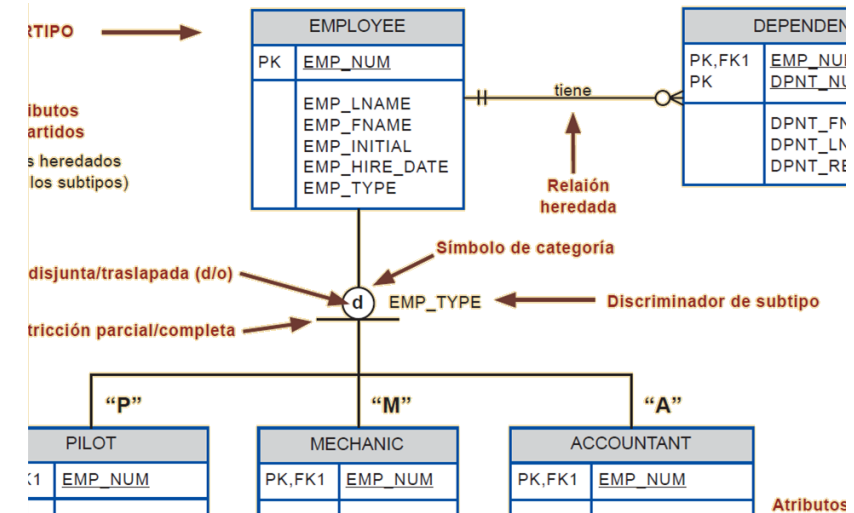 RTIPO
EMPLOYEE
PK EMP_NUM
EMP_LNAME
EMP_FNAME
EMP_INITIAL
EMP_HIRE_DATE
EMP_TYPE
tiene
DEPENDEN
PK,FK1 EMP_NU
PK DPNT_NU
DPNT_FN
DPNT_LN
DPNT_RE
ibutos
artidos
s heredados
los subtipos)
Relaión
heredada
Símbolo de categoría
disjunta/traslapada (d/o)
d
EMP_TYPE
Discriminador de subtipo
tricción parcial/completa
“P”
“M”
“A”
PILOT
K1 EMP_NUM
MECHANIC
PK,FK1 EMP_NUM
ACCOUNTANT
PK,FK1 EMP_NUM
Atributos